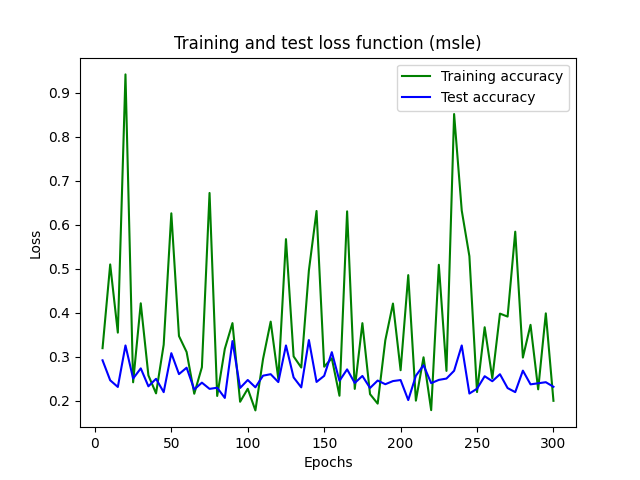 Training and test loss function (msle)
Training accuracy
Test accuracy
0.9
0.8
0.7
0.6
0.5
0.4
0.3
0.2
Loss
0 50 100 150 200 250 300
Epochs